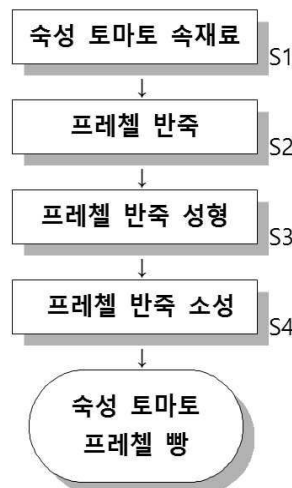 숙성 토마토 속재료
S1
↓
프레첼 반죽
S2
↓
프레첼 반죽 성형
S3
↓
프레첼 반죽 소성
S4
↓
숙성 토마토
프레첼 빵